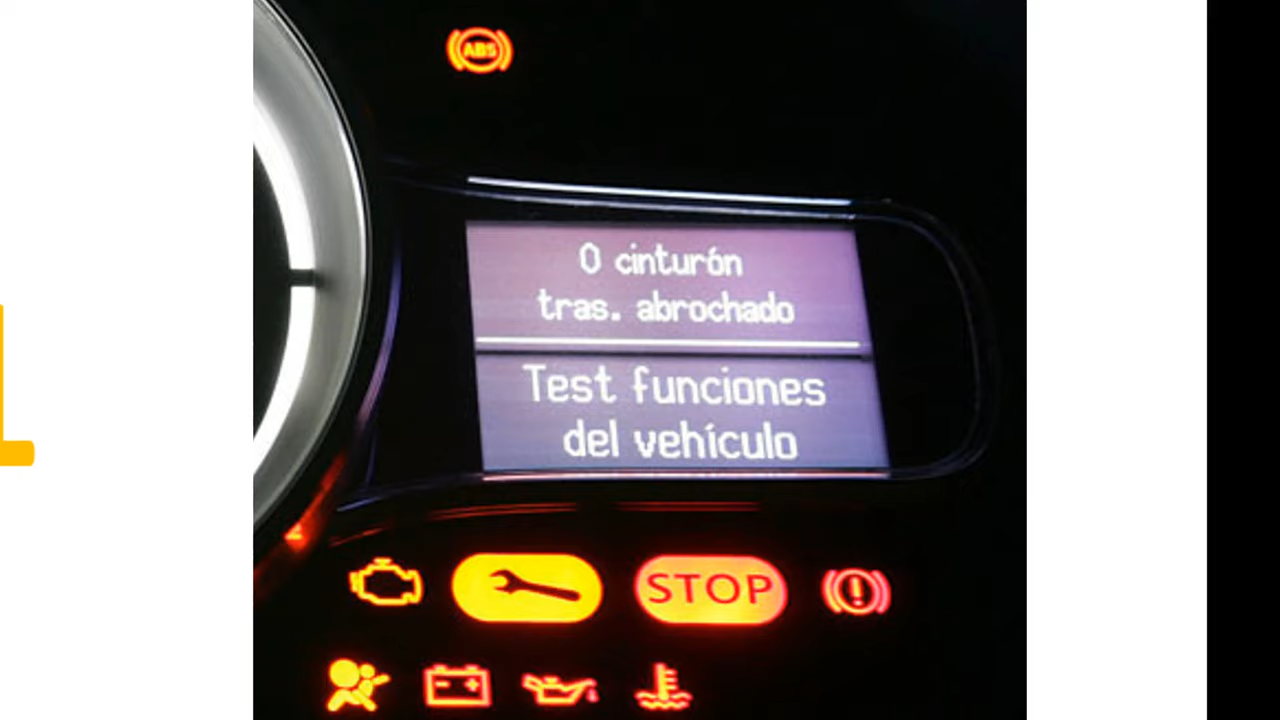 ABS
0 cinturón
tras. abrochado
Test funciones
del vehículo
STOP